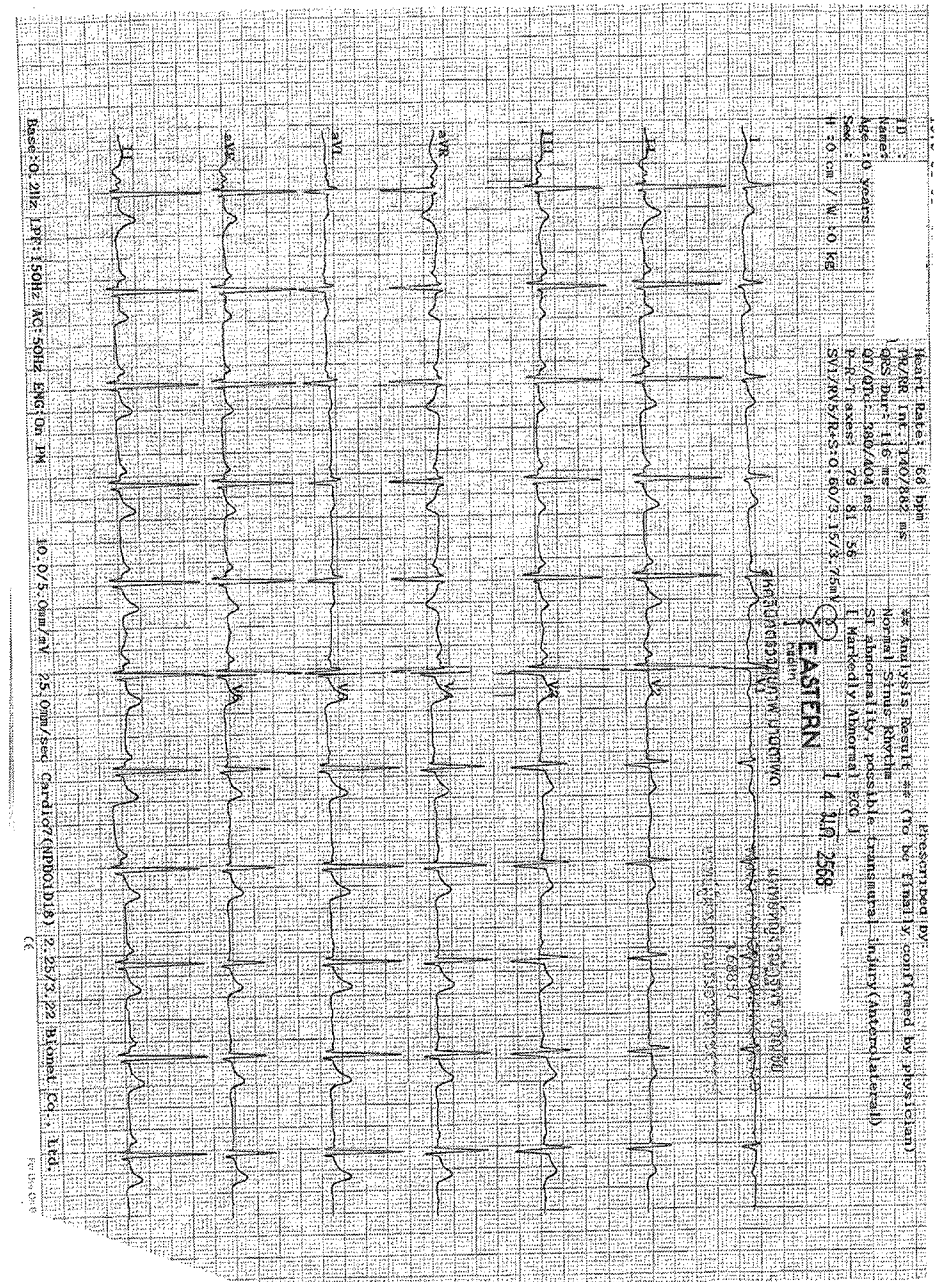 ID :
Name:
Age :0 years
Sex :
H :0 cm / W:0 kg
Heart Rate: 68 bpm
PR/RR Int.:140/882 ms
QRS Dur: 116 ms
QT/QTc: 380/404 ms
P-R-T axes: 79 81 56
SV1/RV5/R+S:0.60/3.15/3.75mV
Prescribed by:
## Analysis Result ## (To be finally confirmed by physician)
Normal Sinus Rhythm
ST abnormality, possible transmural injury(Anterolateral)
[ Markedly Abnormal ECG ]
EASTERN
1 4 2568
I
V1
II
V2
III
V3
aVR
V4
aVL
V5
aVF
V6
II
Base:0.2Hz LPF:150Hz AC:50Hz EMG:On PM 10.0/5.0mm/mV 25.0mm/sec Cardio7(NPD01D18) 2.25/3.22 Bionet Co., Ltd.